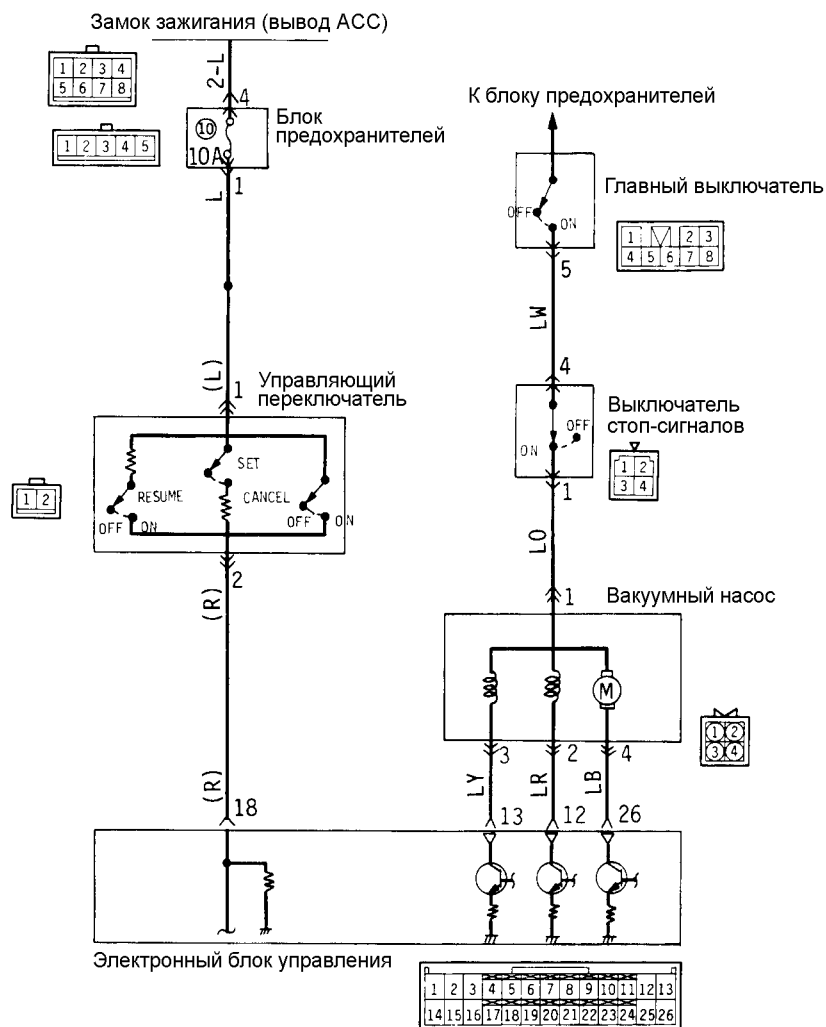 Замок зажигания (вывод ACC)
1 2 3 4
5 6 7 8
2-L
4
К блоку предохранителей
10
10A
Блок
предохранителей
1 2 3 4 5
1
L
Главный выключатель
OFF
ON
1 2 3
4 5 6 7 8
5
LW
(L)
1
Управляющий
переключатель
4
Выключатель
стоп-сигналов
OFF
ON
1 2
3 4
SET
RESUME
CANCEL
OFF
ON
OFF
ON
1 2
1
LO
2
(R)
1
Вакуумный насос
M
1 2
3 4
3
2
4
LY
LR
LB
(R)
18
13
12
26
Электронный блок управления
1 2 3 4 5 6 7 8 9 10 11 12 13
14 15 16 17 18 19 20 21 22 23 24 25 26